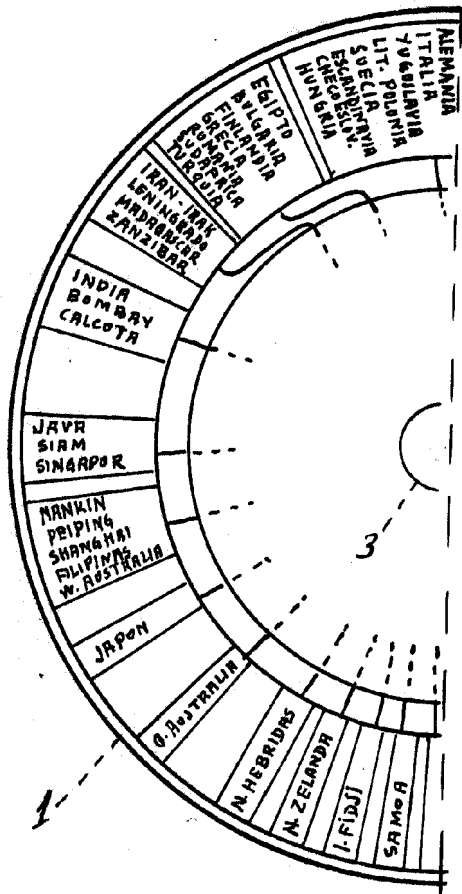 ALEMANIA
ITALIA
YUGOILAVIA
LIT. POLONIA
SUECIA
ESCANDINAVIA
CHECOESLOV.
HUNGRIA
EGIPTO
BULGARIA
FINLANDIA
GRECIA
RUMANIA
SUDAFRICA
TURQUIA
IRAN-IRAK
LENINGRADO
MADAGASCAR
ZANZIBAR
INDIA
BOMBAY
CALCUTA
JAVA
SIAM
SINGAPOR
NANKIN
PEIPING
SHANGHAI
FILIPINAS
W. AUSTRALIA
JAPON
O. AUSTRALIA
N. HEBRIDAS
N. ZELANDA
I. FIDJI
SAMOA
1
3